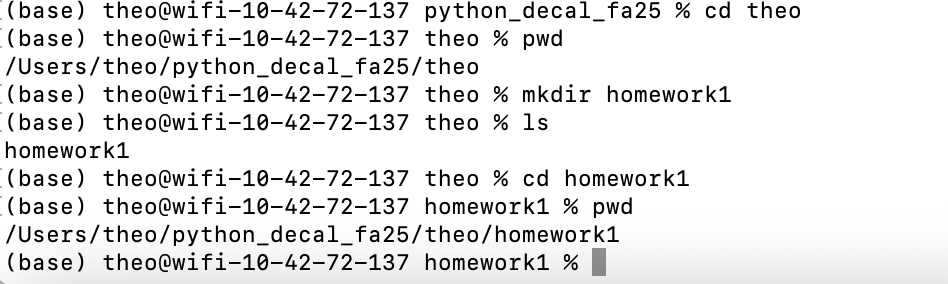 (base) theo@wifi-10-42-72-137 python_decal_fa25 % cd theo
(base) theo@wifi-10-42-72-137 theo % pwd
/Users/theo/python_decal_fa25/theo
(base) theo@wifi-10-42-72-137 theo % mkdir homework1
(base) theo@wifi-10-42-72-137 theo % ls
homework1
(base) theo@wifi-10-42-72-137 theo % cd homework1
(base) theo@wifi-10-42-72-137 homework1 % pwd
/Users/theo/python_decal_fa25/theo/homework1
(base) theo@wifi-10-42-72-137 homework1 %